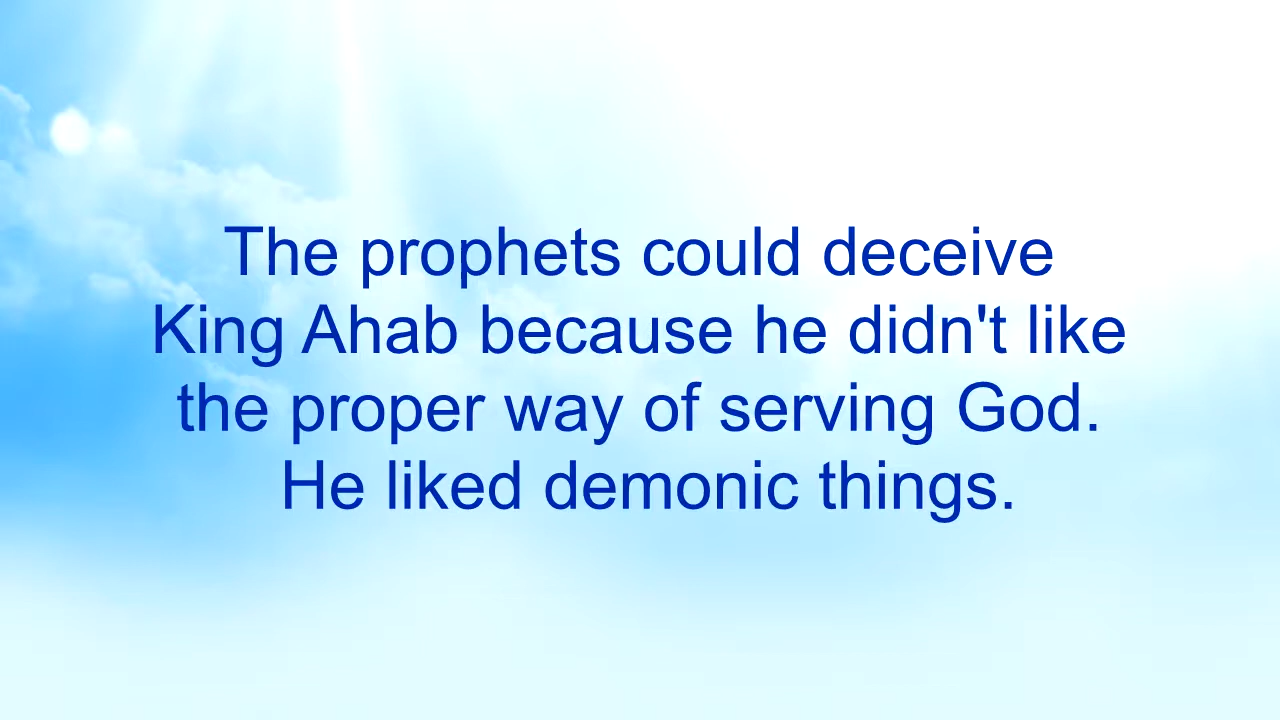 The prophets could deceive
King Ahab because he didn't like
the proper way of serving God.
He liked demonic things.